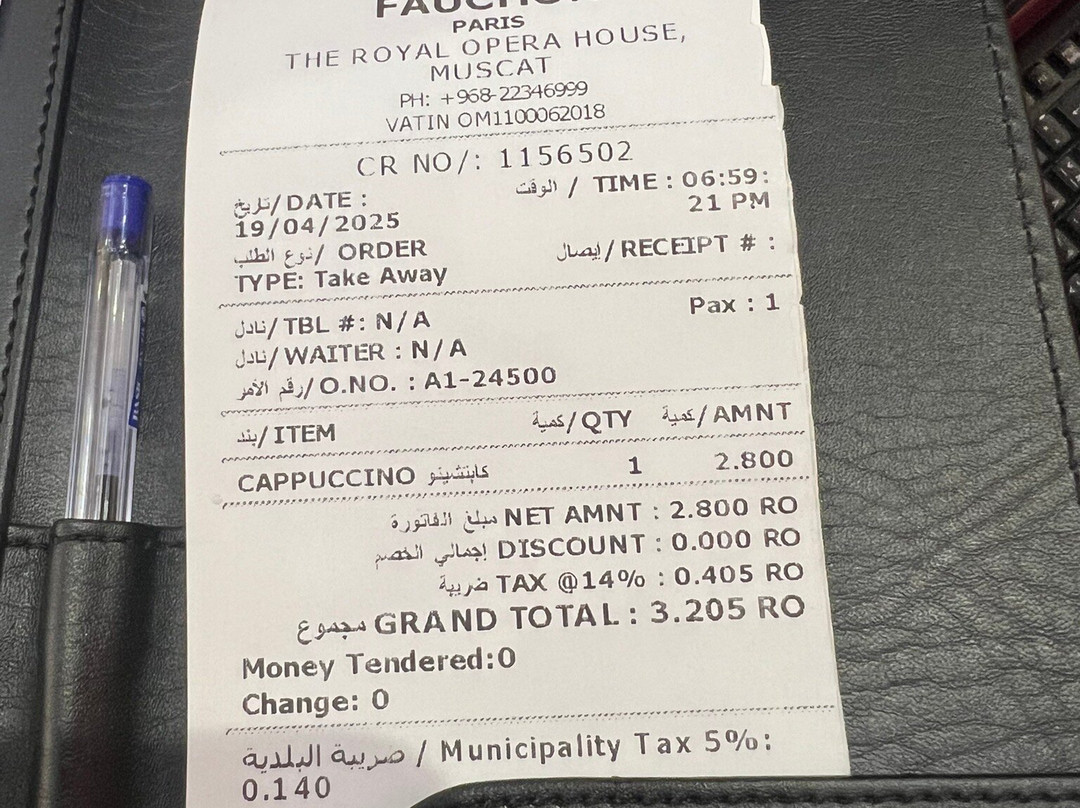 FAUCHON
PARIS
THE ROYAL OPERA HOUSE,
MUSCAT
PH: +968-22346999
VATIN OM1100062018
CR NO/: 1156502
تاريخ/DATE :
19/04/2025
الوقت / TIME : 06:59:
21 PM
نوع الطلب/ ORDER
TYPE: Take Away
إيصال/RECEIPT # :
نادل/TBL #: N/A
Pax : 1
نادل/WAITER : N/A
رقم الأمر/O.NO. : A1-24500
بند/ITEM كمية/QTY كمية/AMNT
CAPPUCCINO كابتشينو 1 2.800
مبلغ الفاتورة NET AMNT : 2.800 RO
إجمالي الخصم DISCOUNT : 0.000 RO
ضريبة TAX @14% : 0.405 RO
مجموع GRAND TOTAL : 3.205 RO
Money Tendered:0
Change: 0
ضريبة البلدية / Municipality Tax 5%:
0.140